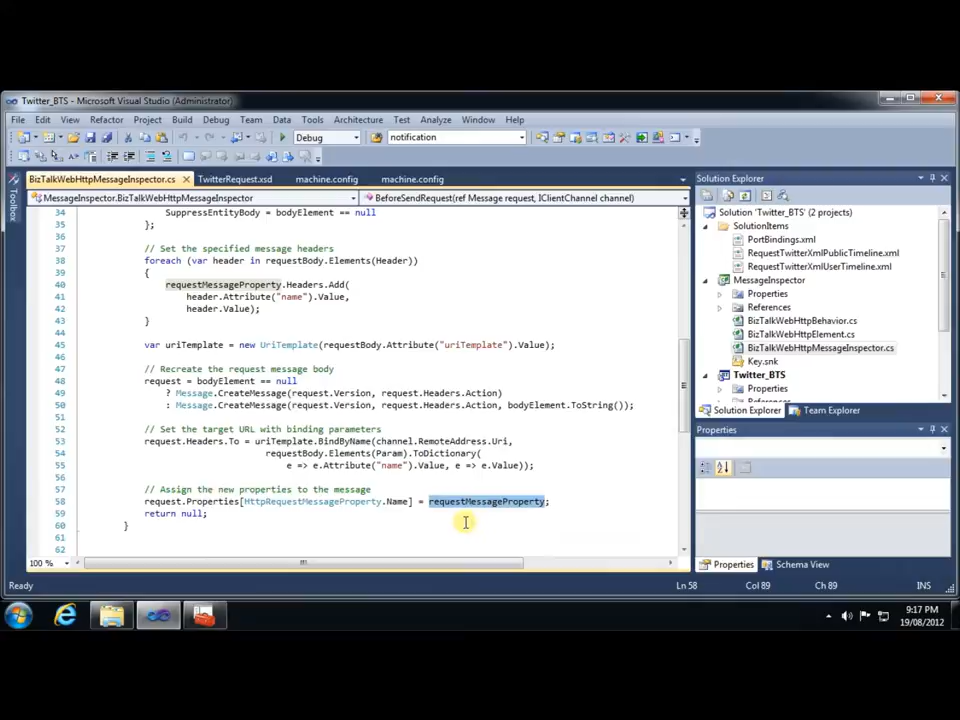 Twitter_BTS - Microsoft Visual Studio (Administrator)
File Edit View Refactor Project Build Debug Team Data Tools Architecture Test Analyze Window Help
Debug notification
BizTalkWebHttpMessageInspector.cs TwitterRequest.xsd machine.config machine.config
MessageInspector.BizTalkWebHttpMessageInspector BeforeSendRequest(ref Message request, IClientChannel channel)
Toolbox
34 SuppressEntityBody = bodyElement == null
35 };
36
37 // Set the specified message headers
38 foreach (var header in requestBody.Elements(Header))
39 {
40 requestMessageProperty.Headers.Add(
41 header.Attribute("name").Value,
42 header.Value);
43 }
44
45 var uriTemplate = new UriTemplate(requestBody.Attribute("uriTemplate").Value);
46
47 // Recreate the request message body
48 request = bodyElement == null
49 ? Message.CreateMessage(request.Version, request.Headers.Action)
50 : Message.CreateMessage(request.Version, request.Headers.Action, bodyElement.ToString());
51
52 // Set the target URL with binding parameters
53 request.Headers.To = uriTemplate.BindByName(channel.RemoteAddress.Uri,
54 requestBody.Elements(Param).ToDictionary(
55 e => e.Attribute("name").Value, e => e.Value));
56
57 // Assign the new properties to the message
58 request.Properties[HttpRequestMessageProperty.Name] = requestMessageProperty;
59 return null;
60 }
61
62
100 %
Solution Explorer
Solution 'Twitter_BTS' (2 projects)
SolutionItems
PortBindings.xml
RequestTwitterXmlPublicTimeline.xml
RequestTwitterXmlUserTimeline.xml
MessageInspector
Properties
References
BizTalkWebHttpBehavior.cs
BizTalkWebHttpElement.cs
BizTalkWebHttpMessageInspector.cs
Key.snk
Twitter_BTS
Properties
Solution Explorer Team Explorer
Properties
Properties Schema View
Ready Ln 58 Col 89 Ch 89 INS
9:17 PM
19/08/2012